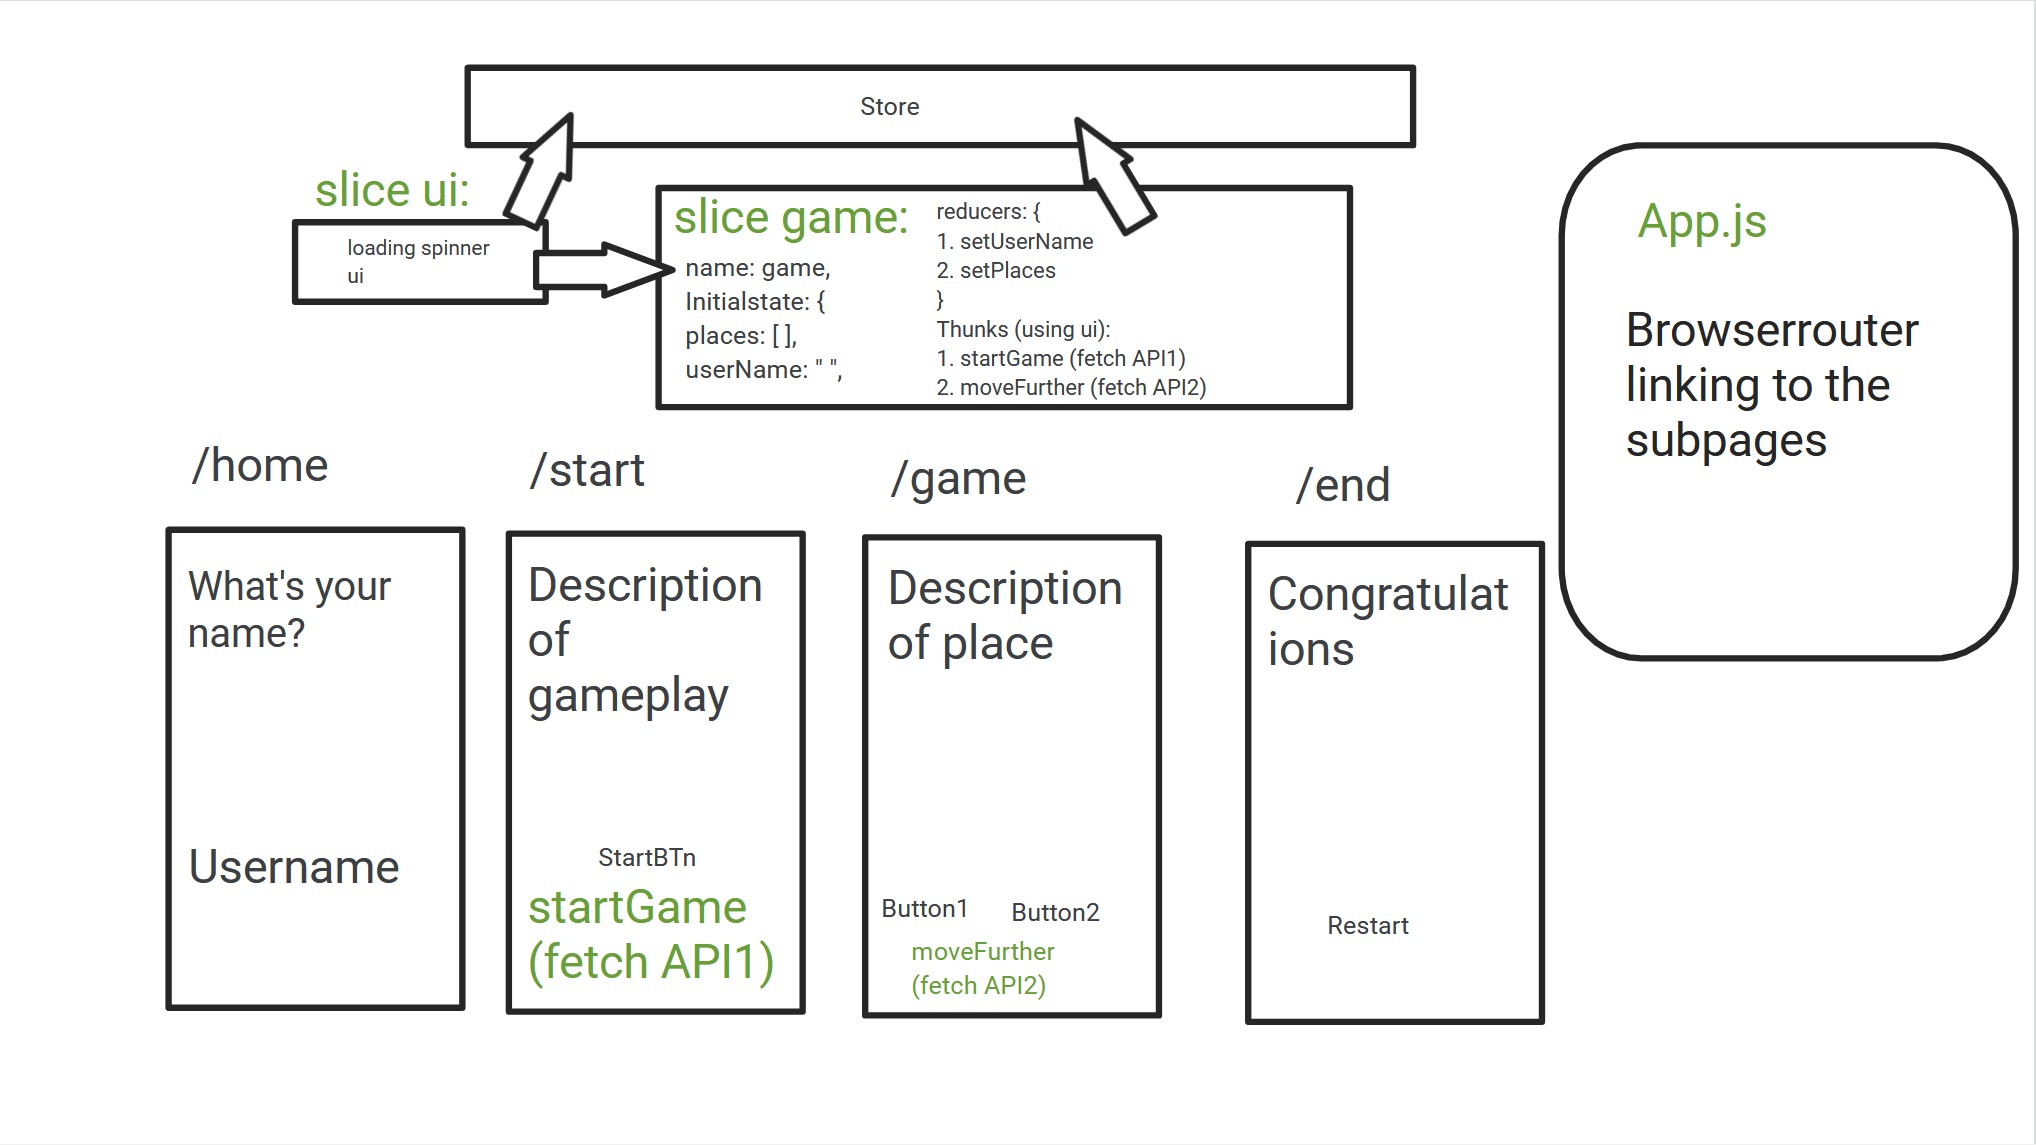 Store
slice ui:
loading spinner
ui
slice game:
name: game,
Initialstate: {
places: [ ],
userName: " ",
reducers: {
1. setUserName
2. setPlaces
}
Thunks (using ui):
1. startGame (fetch API1)
2. moveFurther (fetch API2)
App.js
Browserrouter
linking to the
subpages
/home
What's your
name?
Username
/start
Description
of
gameplay
StartBTn
startGame
(fetch API1)
/game
Description
of place
Button1
Button2
moveFurther
(fetch API2)
/end
Congratulat
ions
Restart